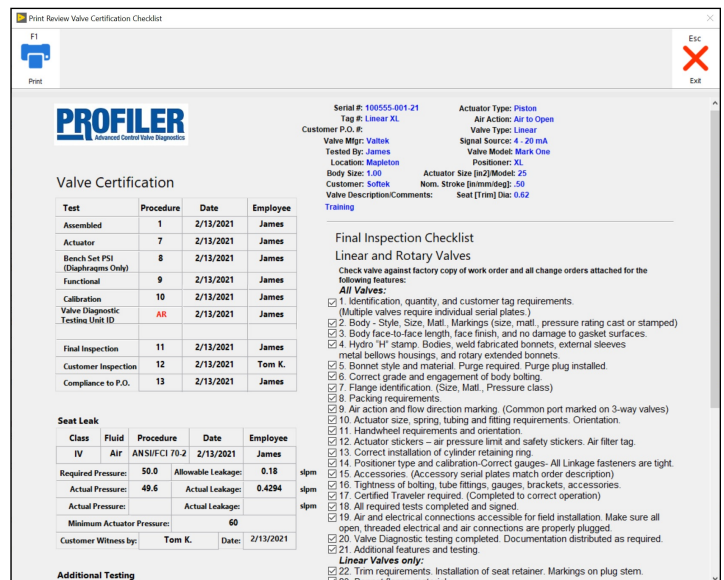 Print Review Valve Certification Checklist
F1
Print
Esc
Exit
PROFILER
Advanced Control Valve Diagnostics
Serial #: 100555-001-21
Tag #: Linear XL
Customer P.O. #:
Valve Mfgr: Valtek
Tested By: James
Location: Mapleton
Body Size: 1.00
Customer: Softek
Valve Description/Comments:
Training
Actuator Type: Piston
Air Action: Air to Open
Valve Type: Linear
Signal Source: 4 - 20 mA
Valve Model: Mark One
Positioner: XL
Actuator Size [in2]/Model: 25
Nom. Stroke [in/mm/deg]: .50
Seat [Trim] Dia: 0.62
Valve Certification
Test Procedure Date Employee
Assembled 1 2/13/2021 James
Actuator 7 2/13/2021 James
Bench Set PSI
(Diaphragms Only) 8 2/13/2021 James
Functional 9 2/13/2021 James
Calibration 10 2/13/2021 James
Valve Diagnostic
Testing Unit ID AR 2/13/2021 James
Final Inspection 11 2/13/2021 James
Customer Inspection 12 2/13/2021 Tom K.
Compliance to P.O. 13 2/13/2021 James
Seat Leak
Class Fluid Procedure Date Employee
IV Air ANSI/FCI 70-2 2/13/2021 James
Required Pressure: 50.0 Allowable Leakage: 0.18 slpm
Actual Pressure: 49.6 Actual Leakage: 0.4294 slpm
Actual Pressure: Actual Leakage: slpm
Minimum Actuator Pressure: 60
Customer Witness by: Tom K. Date: 2/13/2021
Additional Testing
Final Inspection Checklist
Linear and Rotary Valves
Check valve against factory copy of work order and all change orders attached for the
following features:
All Valves:
1. Identification, quantity, and customer tag requirements.
(Multiple valves require individual serial plates.)
2. Body - Style, Size, Matl., Markings (size, matl., pressure rating cast or stamped)
3. Body face-to-face length, face finish, and no damage to gasket surfaces.
4. Hydro "H" stamp. Bodies, weld fabricated bonnets, external sleeves
metal bellows housings, and rotary extended bonnets.
5. Bonnet style and material. Purge required. Purge plug installed.
6. Correct grade and engagement of body bolting.
7. Flange identification. (Size, Matl., Pressure class)
8. Packing requirements.
9. Air action and flow direction marking. (Common port marked on 3-way valves)
10. Actuator size, spring, tubing and fitting requirements. Orientation.
11. Handwheel requirements and orientation.
12. Actuator stickers – air pressure limit and safety stickers. Air filter tag.
13. Correct installation of cylinder retaining ring.
14. Positioner type and calibration-Correct gauges- All Linkage fasteners are tight.
15. Accessories. (Accessory serial plates match order description)
16. Tightness of bolting, tube fittings, gauges, brackets, accessories.
17. Certified Traveler required. (Completed to correct operation)
18. All required tests completed and signed.
19. Air and electrical connections accessible for field installation. Make sure all
open, threaded electrical and air connections are properly plugged.
20. Valve Diagnostic testing completed. Documentation distributed as required.
21. Additional features and testing.
Linear Valves only:
22. Trim requirements. Installation of seat retainer. Markings on plug stem.